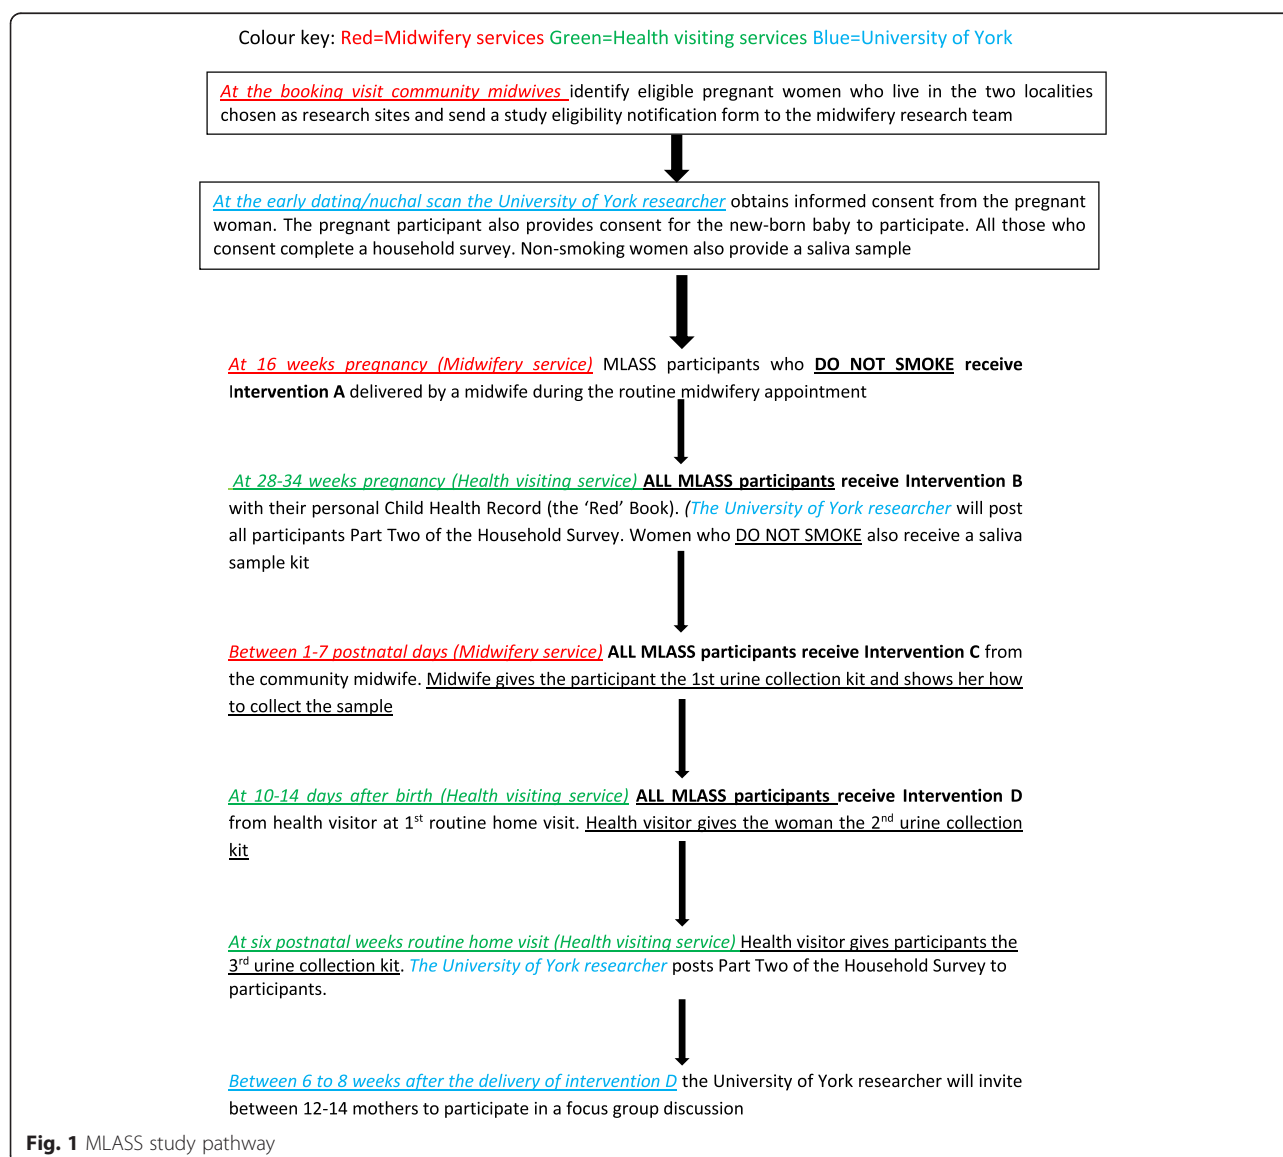 Colour key: Red=Midwifery services Green=Health visiting services Blue=University of York
At the booking visit community midwives identify eligible pregnant women who live in the two localities
chosen as research sites and send a study eligibility notification form to the midwifery research team
At the early dating/nuchal scan the University of York researcher obtains informed consent from the pregnant
woman. The pregnant participant also provides consent for the new-born baby to participate. All those who
consent complete a household survey. Non-smoking women also provide a saliva sample
At 16 weeks pregnancy (Midwifery service) MLASS participants who DO NOT SMOKE receive
Intervention A delivered by a midwife during the routine midwifery appointment
At 28-34 weeks pregnancy (Health visiting service) ALL MLASS participants receive Intervention B
with their personal Child Health Record (the ‘Red’ Book). (The University of York researcher will post
all participants Part Two of the Household Survey. Women who DO NOT SMOKE also receive a saliva
sample kit
Between 1-7 postnatal days (Midwifery service) ALL MLASS participants receive Intervention C from
the community midwife. Midwife gives the participant the 1st urine collection kit and shows her how
to collect the sample
At 10-14 days after birth (Health visiting service) ALL MLASS participants receive Intervention D
from health visitor at 1st routine home visit. Health visitor gives the woman the 2nd urine collection
kit
At six postnatal weeks routine home visit (Health visiting service) Health visitor gives participants the
3rd urine collection kit. The University of York researcher posts Part Two of the Household Survey to
participants.
Between 6 to 8 weeks after the delivery of intervention D the University of York researcher will invite
between 12-14 mothers to participate in a focus group discussion
Fig. 1 MLASS study pathway